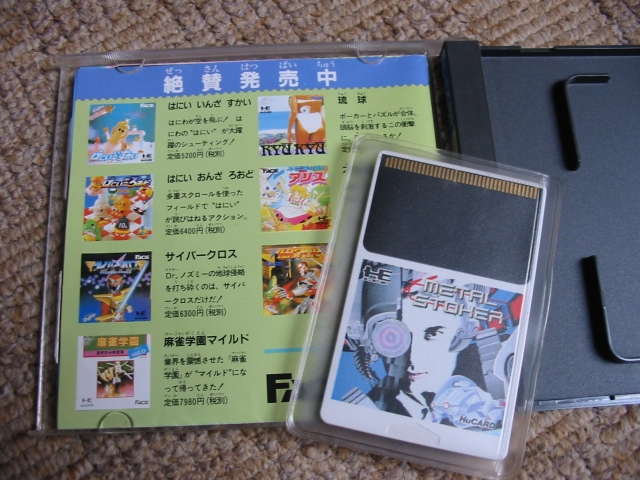 ぜっ さん はつ ばい ちゅう
絶賛発売中
はにい いんざ すかい
はにわが空を飛ぶ! は
にわの"はにい"が大躍
躍のシューティング!
定価5200円(税別)
はにい おんざ ろおど
多重スクロールを使った
フィールドで"はにい"
が跳びはねるアクション。
定価6400円(税別)
サイバークロス
Dr.ノズミーの地球侵略
を打ち砕くのは、サイバ
ークロスだけだ!
定価6300円(税別)
麻雀学園マイルド
業界を震撼させた「麻雀
学園」が"マイルド"にな
って帰ってきた!
定価7980円(税別)
琉球
ポーカーとパズルが合体。
頭脳を刺激するこの衝撃
FACE
RYUKYU
麻雀学園
METAL
STOKER
HuCARD